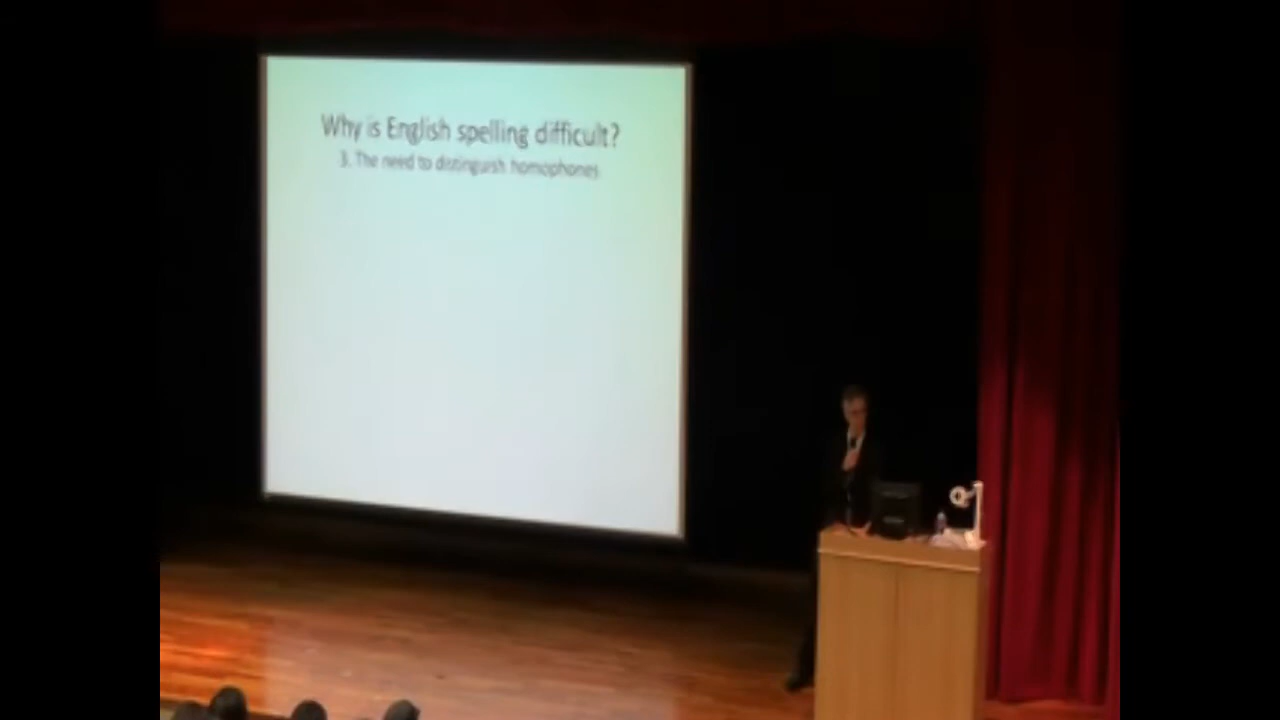 Why is English spelling difficult?
3. The need to distinguish homophones